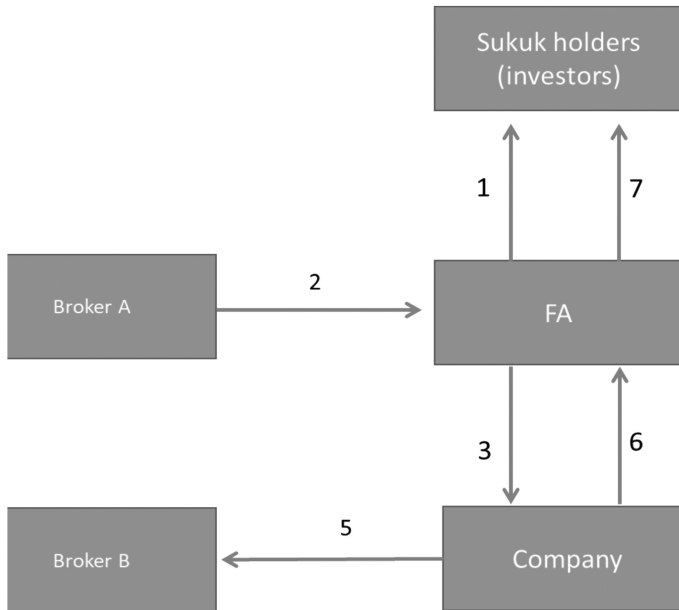 Sukuk holders
(investors)
1
7
2
Broker A
FA
3
6
5
Broker B
Company